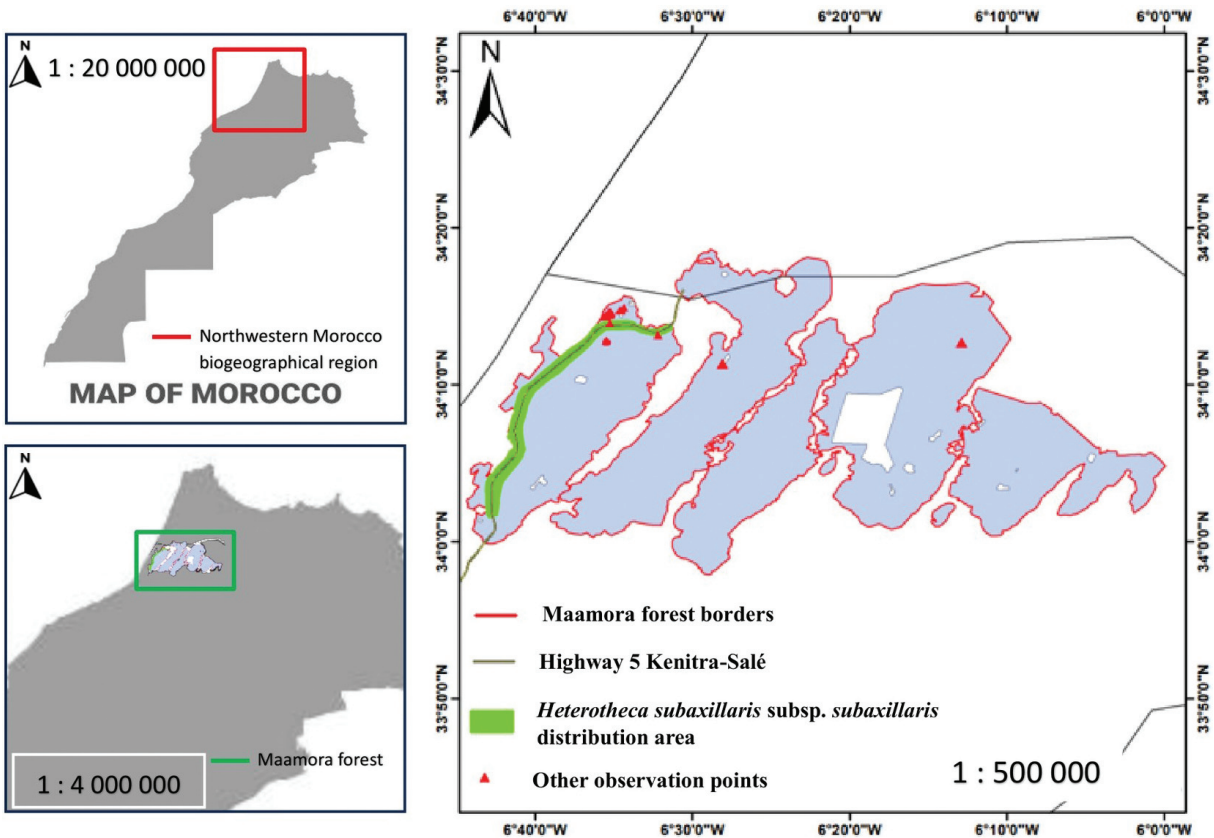 N
1 : 20 000 000
Northwestern Morocco
biogeographical region
MAP OF MOROCCO
N
Maamora forest
1 : 4 000 000
6°40'0"W 6°30'0"W 6°20'0"W 6°10'0"W 6°0'0"W
N
34°30'0"N
34°20'0"N
34°10'0"N
34°0'0"N
33°50'0"N
34°30'0"N
34°20'0"N
34°10'0"N
34°0'0"N
33°50'0"N
Maamora forest borders
Highway 5 Kenitra-Salé
Heterotheca subaxillaris subsp. subaxillaris
distribution area
Other observation points
1 : 500 000
6°40'0"W 6°30'0"W 6°20'0"W 6°10'0"W 6°0'0"W